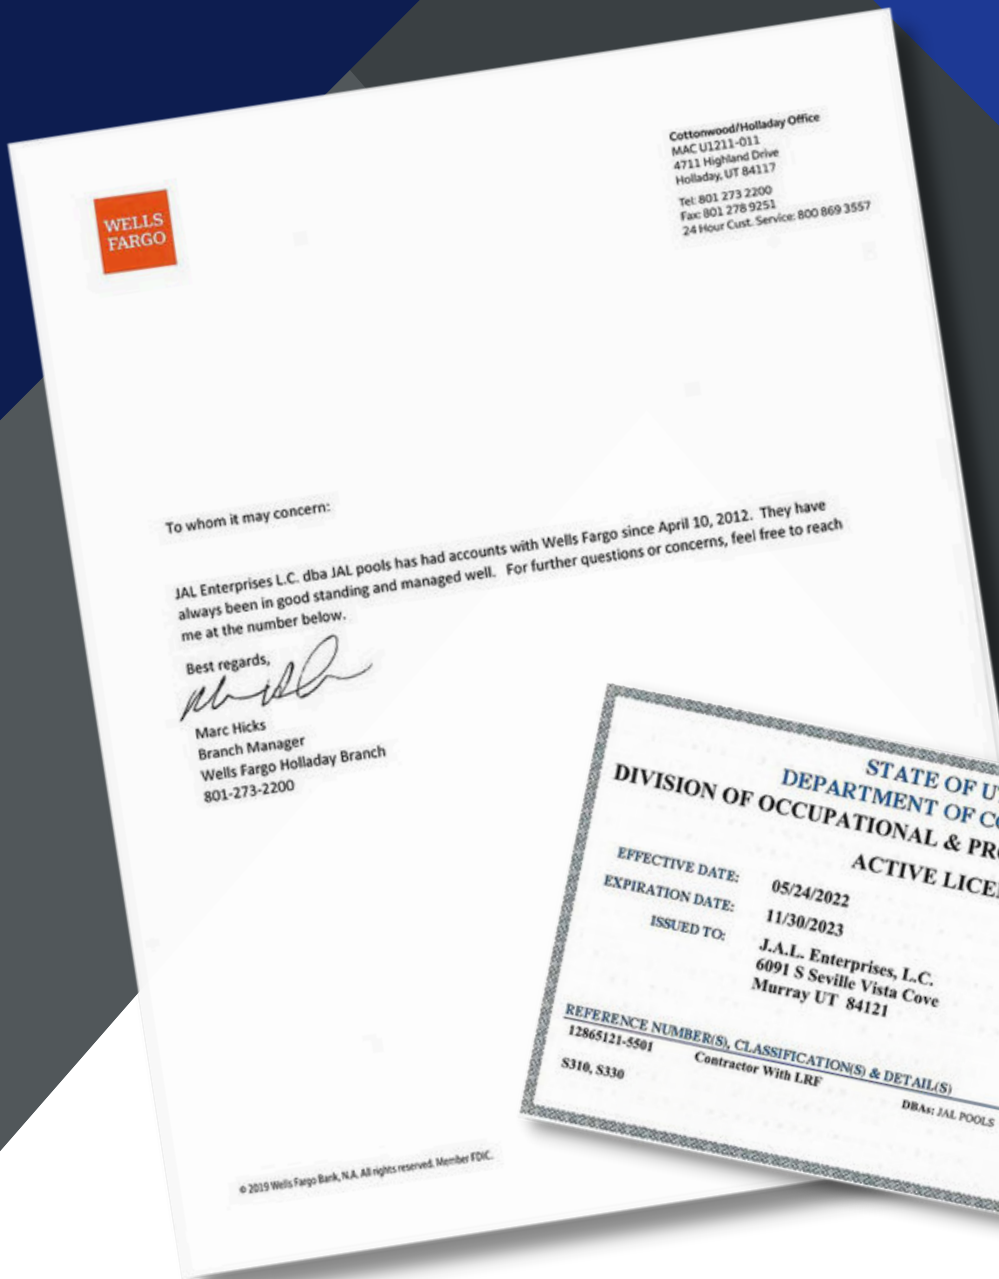 WELLS
FARGO
Cottonwood/Holladay Office
MAC U1211-011
4711 Highland Drive
Holladay, UT 84117
Tel: 801 273 2200
Fax: 801 278 9251
24 Hour Cust. Service: 800 869 3557
To whom it may concern:
JAL Enterprises L.C. dba JAL pools has had accounts with Wells Fargo since April 10, 2012. They have
always been in good standing and managed well. For further questions or concerns, feel free to reach
me at the number below.
Best regards,
Marc Hicks
Branch Manager
Wells Fargo Holladay Branch
801-273-2200
© 2019 Wells Fargo Bank, N.A. All rights reserved. Member FDIC.
STATE OF U
DEPARTMENT OF CO
DIVISION OF OCCUPATIONAL & PRO
ACTIVE LICE
EFFECTIVE DATE: 05/24/2022
EXPIRATION DATE: 11/30/2023
ISSUED TO: J.A.L. Enterprises, L.C.
6091 S Seville Vista Cove
Murray UT 84121
REFERENCE NUMBER(S), CLASSIFICATION(S) & DETAIL(S)
12865121-5501 Contractor With LRF
S310, S330 DBAs: JAL POOLS